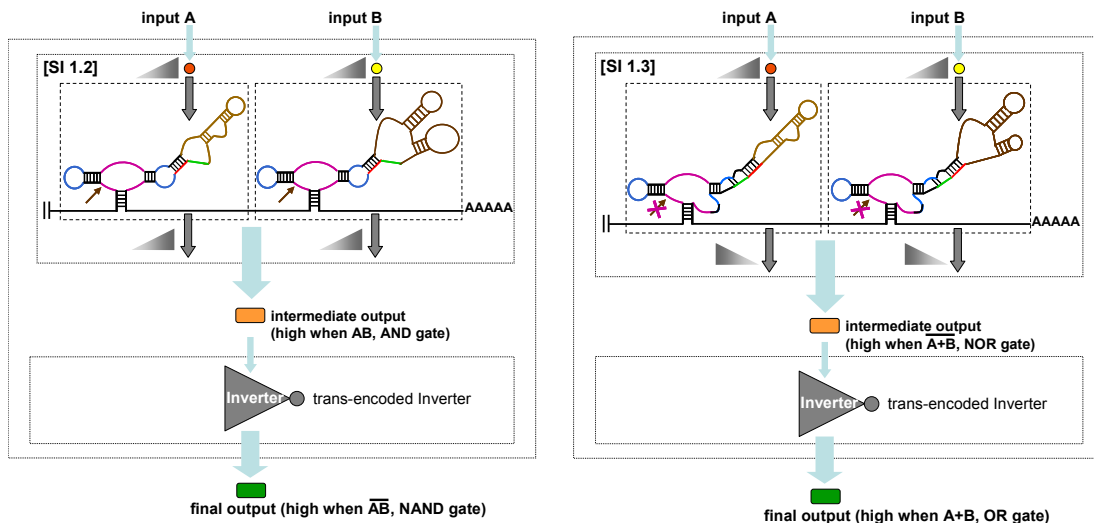 input A
input B
[SI 1.2]
AAAAA
intermediate output
(high when A̅B̅, AND gate)
Inverter
trans-encoded Inverter
final output (high when A̅B̅, NAND gate)
input A
input B
[SI 1.3]
AAAAA
intermediate output
(high when A̅+̅B̅, NOR gate)
Inverter
trans-encoded Inverter
final output (high when A+B, OR gate)